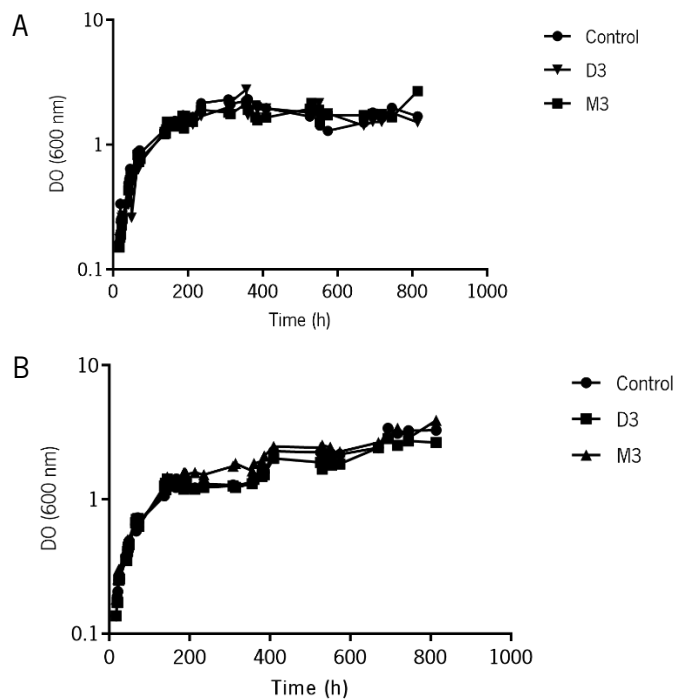 A
10
1
0.1
DO (600 nm)
0
200
400
600
800
1000
Time (h)
Control
D3
M3
B
10
1
0.1
DO (600 nm)
0
200
400
600
800
1000
Time (h)
Control
D3
M3